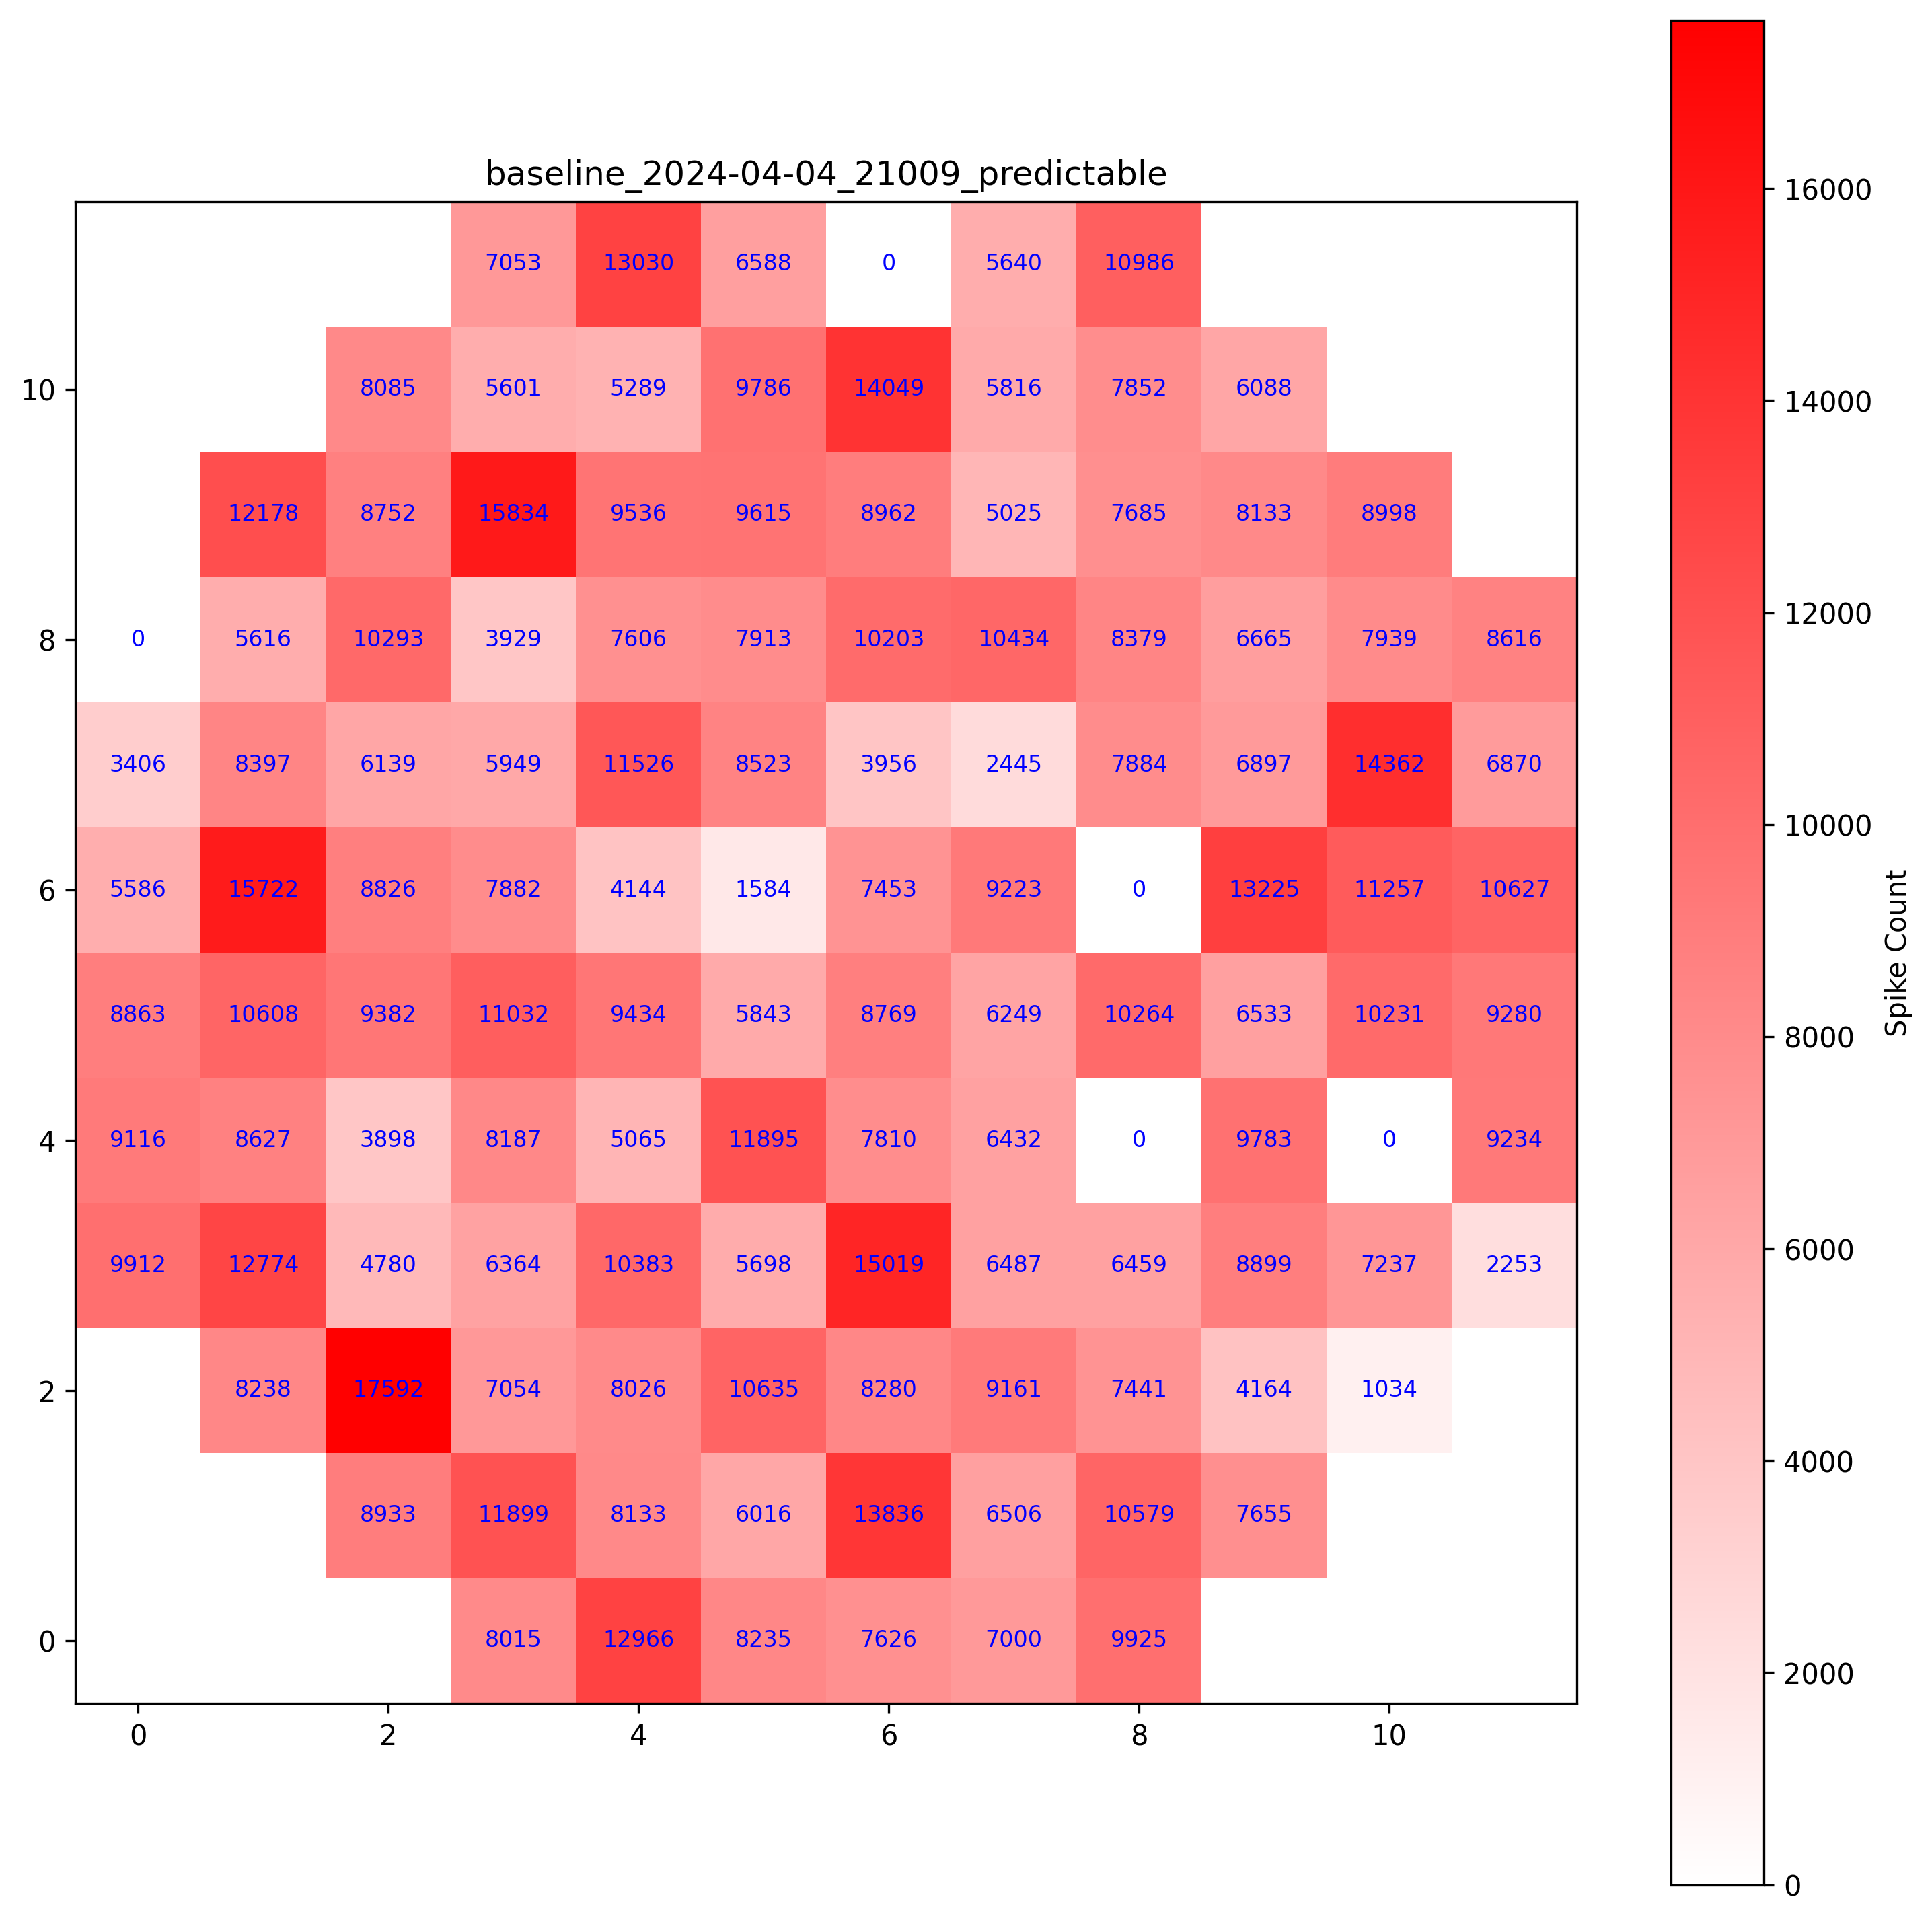 baseline_2024-04-04_21009_predictable
7053 13030 6588 0 5640 10986
10 8085 5601 5289 9786 14049 5816 7852 6088
12178 8752 15834 9536 9615 8962 5025 7685 8133 8998
8 0 5616 10293 3929 7606 7913 10203 10434 8379 6665 7939 8616
3406 8397 6139 5949 11526 8523 3956 2445 7884 6897 14362 6870
6 5586 15722 8826 7882 4144 1584 7453 9223 0 13225 11257 10627
8863 10608 9382 11032 9434 5843 8769 6249 10264 6533 10231 9280
4 9116 8627 3898 8187 5065 11895 7810 6432 0 9783 0 9234
9912 12774 4780 6364 10383 5698 15019 6487 6459 8899 7237 2253
2 8238 17592 7054 8026 10635 8280 9161 7441 4164 1034
8933 11899 8133 6016 13836 6506 10579 7655
0 8015 12966 8235 7626 7000 9925
0 2 4 6 8 10
16000
14000
12000
10000
8000
6000
4000
2000
0
Spike Count